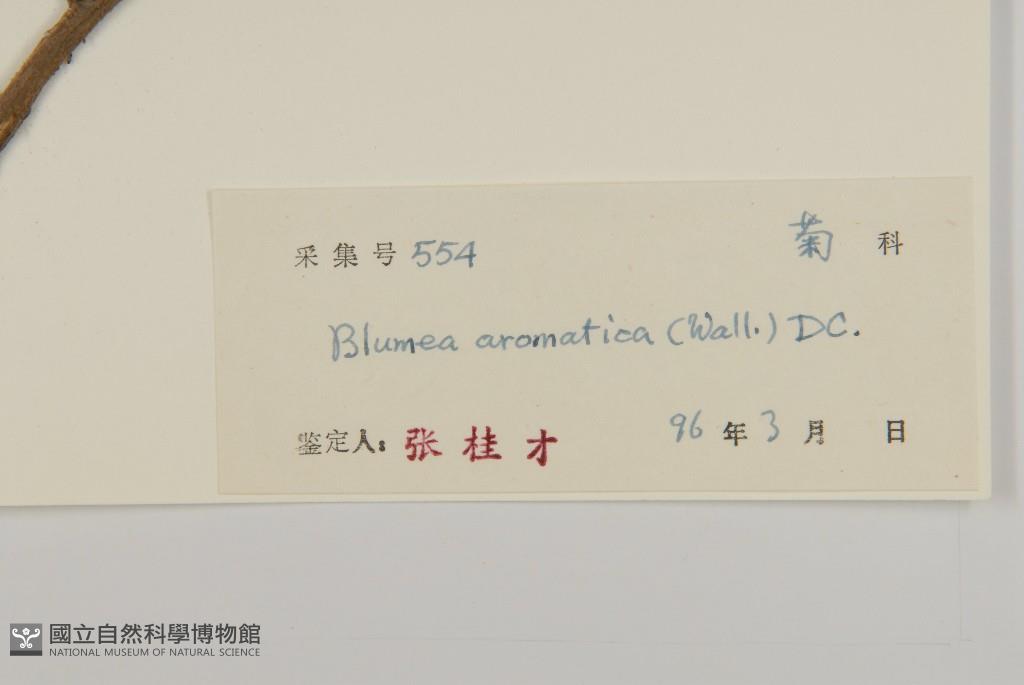 采集号 554 菊 科
Blumea aromatica (Wall.) DC.
鉴定人: 张桂才 96 年 3 月 日
國立自然科學博物館
NATIONAL MUSEUM OF NATURAL SCIENCE